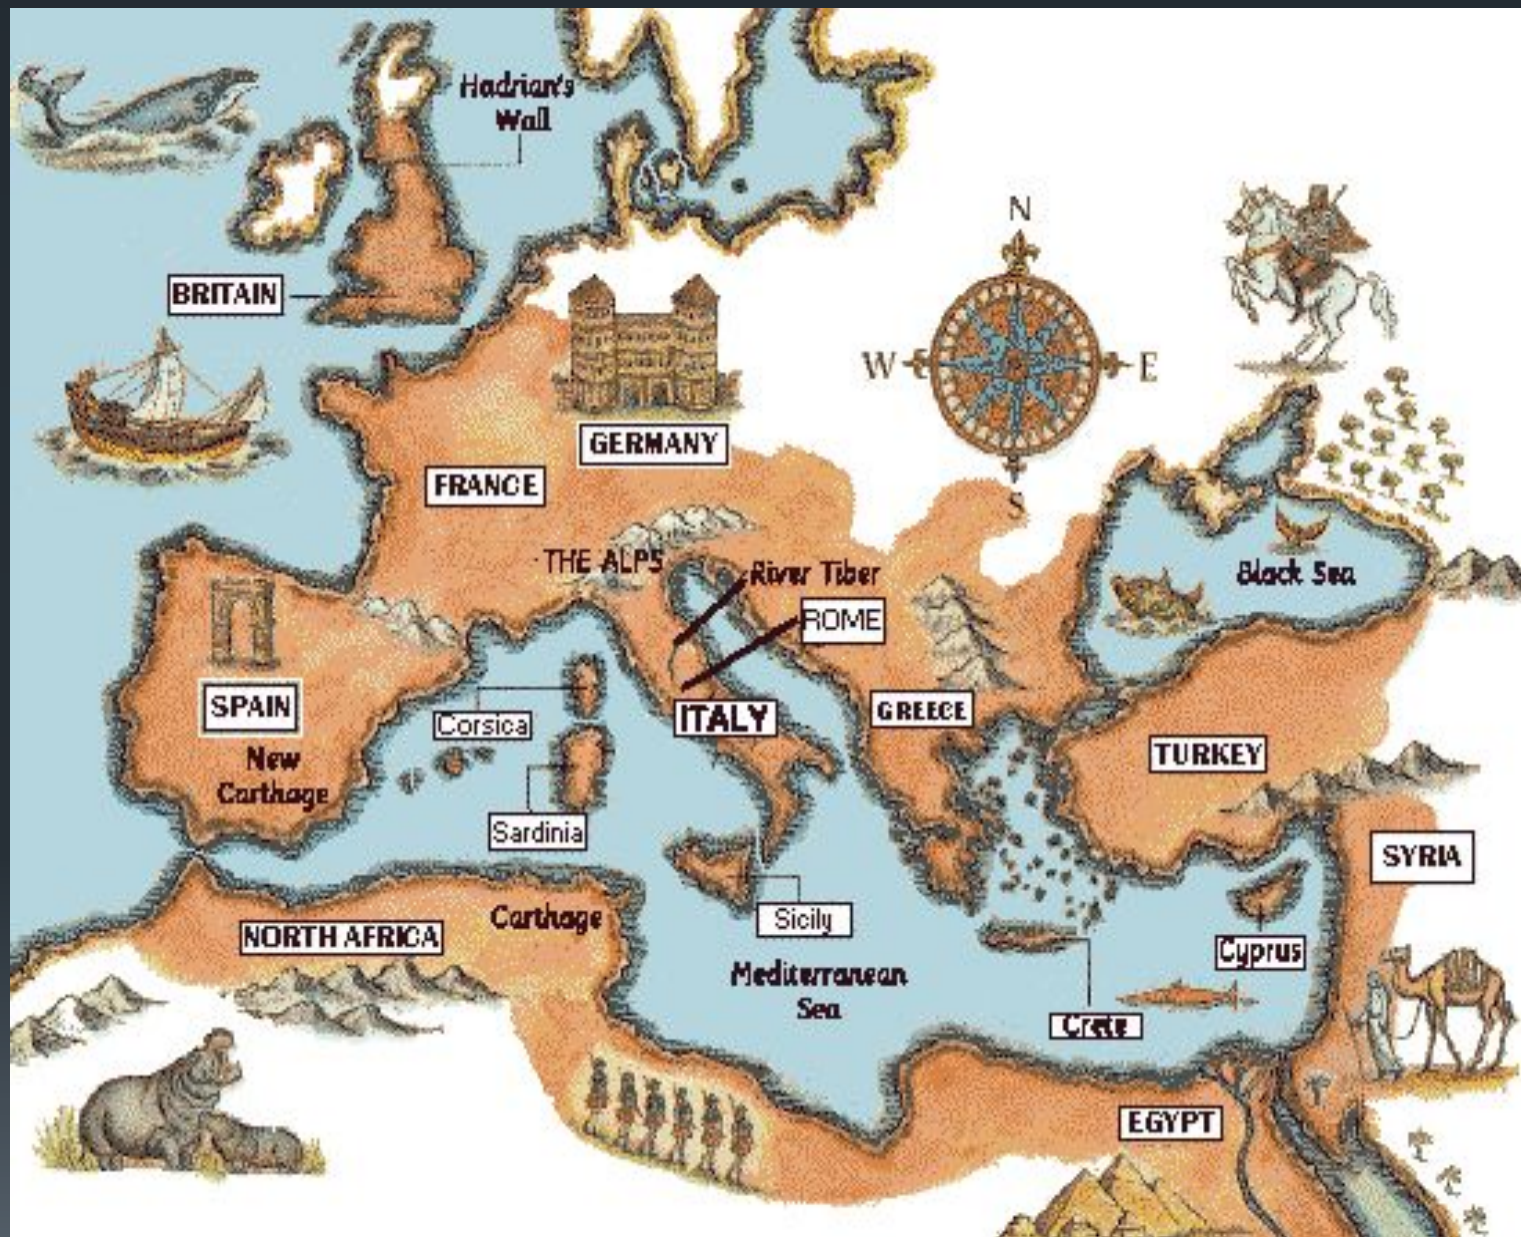 Hadrian's
Wall
N
BRITAIN
W
E
GERMANY
FRANCE
S
THE ALPS
River Tiber
Black Sea
ROME
SPAIN
Corsica
ITALY
GREECE
New
Carthage
TURKEY
Sardinia
SYRIA
Carthage
Sicily
NORTH AFRICA
Cyprus
Mediterranean
Sea
Crete
EGYPT